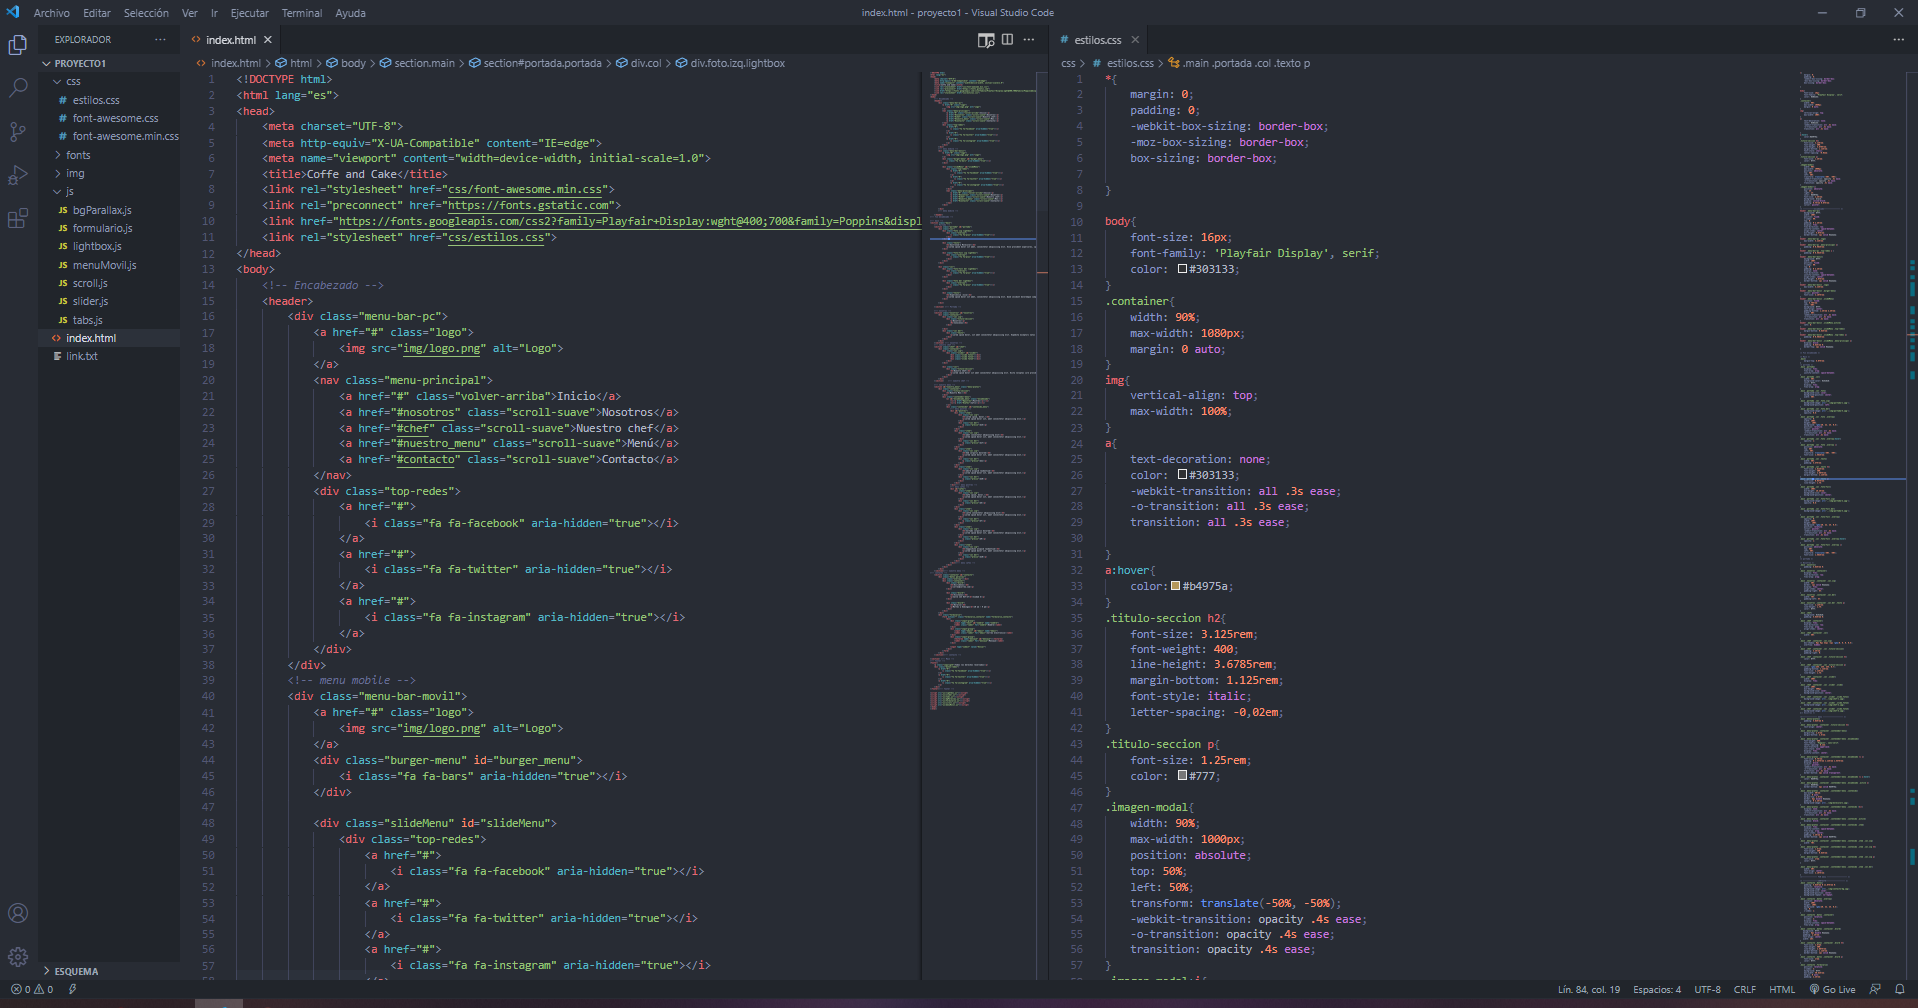 Archivo Editar Selección Ver Ir Ejecutar Terminal Ayuda
index.html - proyecto1 - Visual Studio Code
EXPLORADOR
PROYECTO1
css
estilos.css
font-awesome.css
font-awesome.min.css
fonts
img
js
bgParallax.js
formulario.js
lightbox.js
menuMovil.js
scroll.js
slider.js
tabs.js
index.html
link.txt
ESQUEMA
index.html
index.html > html > body > section.main > section#portada.portada > div.col > div.foto.izq.lightbox
1 <!DOCTYPE html>
2 <html lang="es">
3 <head>
4 <meta charset="UTF-8">
5 <meta http-equiv="X-UA-Compatible" content="IE=edge">
6 <meta name="viewport" content="width=device-width, initial-scale=1.0">
7 <title>Coffe and Cake</title>
8 <link rel="stylesheet" href="css/font-awesome.min.css">
9 <link rel="preconnect" href="https://fonts.gstatic.com">
10 <link href="https://fonts.googleapis.com/css2?family=Playfair+Display:wght@400;700&family=Poppins&displ
11 <link rel="stylesheet" href="css/estilos.css">
12 </head>
13 <body>
14 <!-- Encabezado -->
15 <header>
16 <div class="menu-bar-pc">
17 <a href="#" class="logo">
18 <img src="img/logo.png" alt="Logo">
19 </a>
20 <nav class="menu-principal">
21 <a href="#" class="volver-arriba">Inicio</a>
22 <a href="#nosotros" class="scroll-suave">Nosotros</a>
23 <a href="#chef" class="scroll-suave">Nuestro chef</a>
24 <a href="#nuestro_menu" class="scroll-suave">Menú</a>
25 <a href="#contacto" class="scroll-suave">Contacto</a>
26 </nav>
27 <div class="top-redes">
28 <a href="#">
29 <i class="fa fa-facebook" aria-hidden="true"></i>
30 </a>
31 <a href="#">
32 <i class="fa fa-twitter" aria-hidden="true"></i>
33 </a>
34 <a href="#">
35 <i class="fa fa-instagram" aria-hidden="true"></i>
36 </a>
37 </div>
38 </div>
39 <!-- menu mobile -->
40 <div class="menu-bar-movil">
41 <a href="#" class="logo">
42 <img src="img/logo.png" alt="Logo">
43 </a>
44 <div class="burger-menu" id="burger_menu">
45 <i class="fa fa-bars" aria-hidden="true"></i>
46 </div>
47
48 <div class="slideMenu" id="slideMenu">
49 <div class="top-redes">
50 <a href="#">
51 <i class="fa fa-facebook" aria-hidden="true"></i>
52 </a>
53 <a href="#">
54 <i class="fa fa-twitter" aria-hidden="true"></i>
55 </a>
56 <a href="#">
57 <i class="fa fa-instagram" aria-hidden="true"></i>
estilos.css
css > estilos.css > .main .portada .col .texto p
1 *{
2 margin: 0;
3 padding: 0;
4 -webkit-box-sizing: border-box;
5 -moz-box-sizing: border-box;
6 box-sizing: border-box;
7
8 }
9
10 body{
11 font-size: 16px;
12 font-family: 'Playfair Display', serif;
13 color: #303133;
14 }
15 .container{
16 width: 90%;
17 max-width: 1080px;
18 margin: 0 auto;
19 }
20 img{
21 vertical-align: top;
22 max-width: 100%;
23 }
24 a{
25 text-decoration: none;
26 color: #303133;
27 -webkit-transition: all .3s ease;
28 -o-transition: all .3s ease;
29 transition: all .3s ease;
30
31 }
32 a:hover{
33 color: #b4975a;
34 }
35 .titulo-seccion h2{
36 font-size: 3.125rem;
37 font-weight: 400;
38 line-height: 3.6785rem;
39 margin-bottom: 1.125rem;
40 font-style: italic;
41 letter-spacing: -0,02em;
42 }
43 .titulo-seccion p{
44 font-size: 1.25rem;
45 color: #777;
46 }
47 .imagen-modal{
48 width: 90%;
49 max-width: 1000px;
50 position: absolute;
51 top: 50%;
52 left: 50%;
53 transform: translate(-50%, -50%);
54 -webkit-transition: opacity .4s ease;
55 -o-transition: opacity .4s ease;
56 transition: opacity .4s ease;
57 }
0 0
Lín. 84, col. 19 Espacios: 4 UTF-8 CRLF HTML Go Live